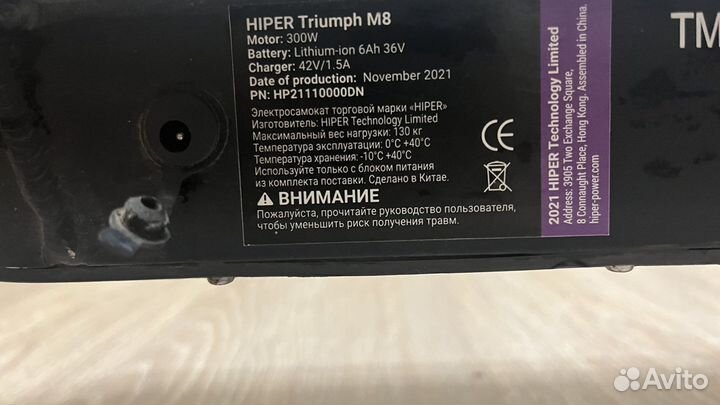 HIPER Triumph M8
Motor: 300W
Battery: Lithium-ion 6Ah 36V
Charger: 42V/1.5A
Date of production: November 2021
PN: HP21110000DN
Электросамокат торговой марки «HIPER»
Изготовитель: HIPER Technology Limited
Максимальный вес нагрузки: 130 кг
Температура эксплуатации: 0°C +40°C
Температура хранения: -10°C +40°C
Используйте только с блоком питания
из комплекта поставки. Сделано в Китае.
ВНИМАНИЕ
Пожалуйста, прочитайте руководство пользователя,
чтобы уменьшить риск получения травм.
CE
2021 HIPER Technology Limited
Address: 3905 Two Exchange Square,
8 Connaught Place, Hong Kong. Assembled in China.
hiper-power.com
TM
Avito